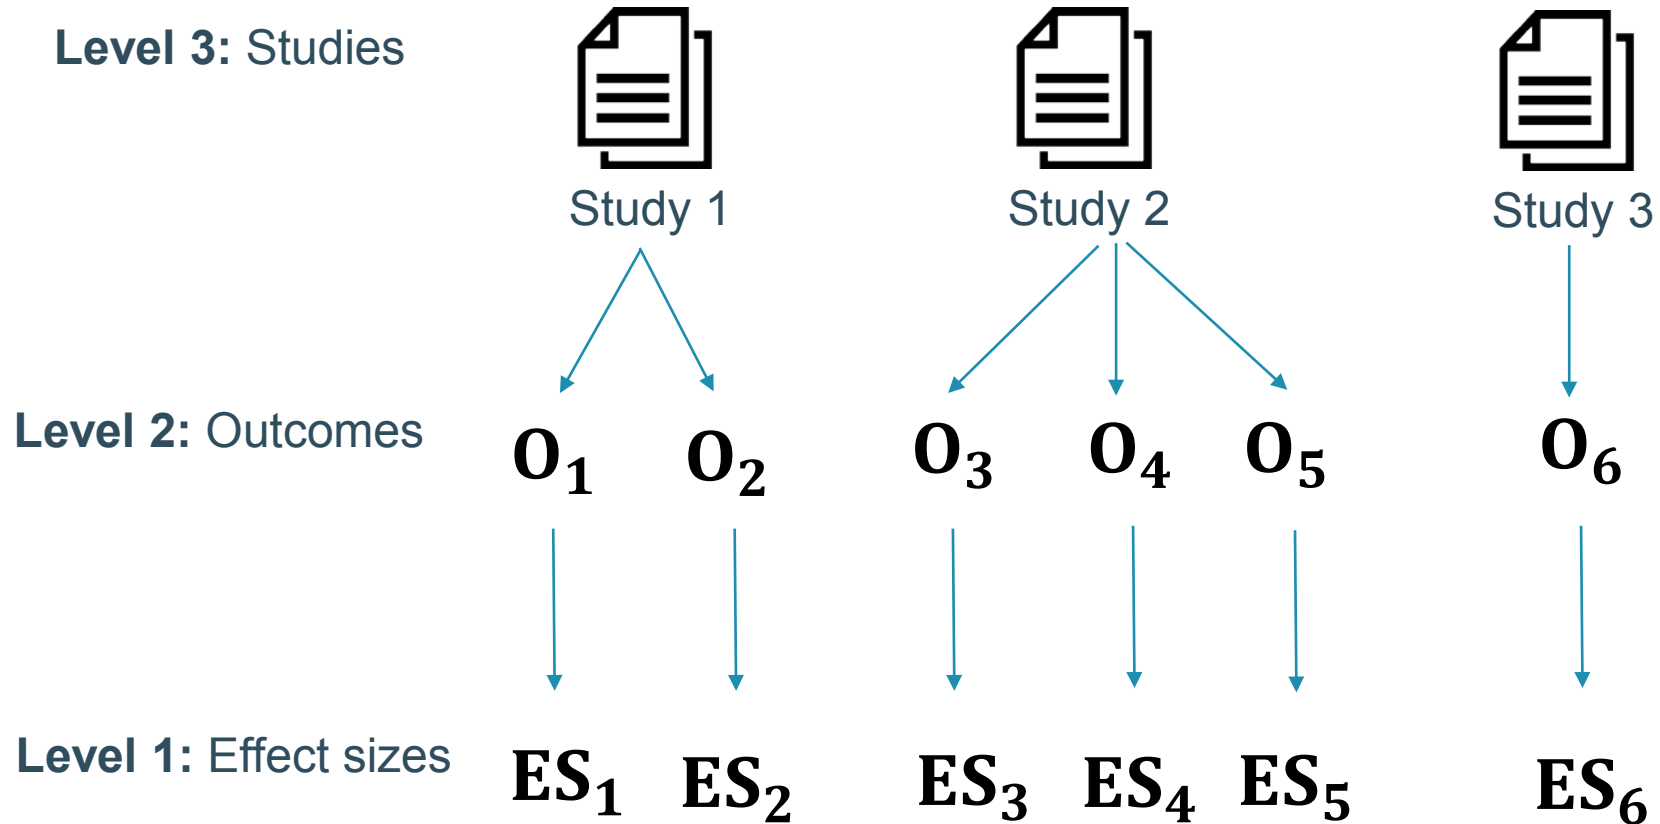 Level 3: Studies
Study 1 Study 2 Study 3
Level 2: Outcomes O₁ O₂ O₃ O₄ O₅ O₆
Level 1: Effect sizes ES₁ ES₂ ES₃ ES₄ ES₅ ES₆